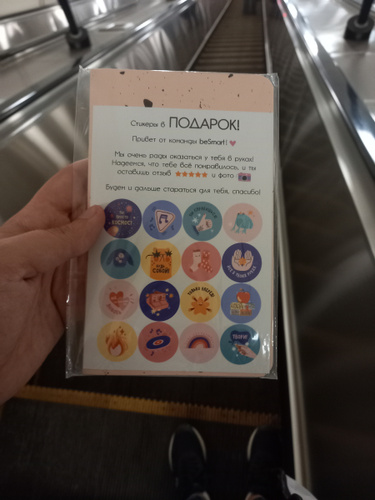 Стикеры в ПОДАРОК!
Привет от команды beSmart!
Мы очень рады оказаться у тебя в руках!
Надеемся, что тебе всё понравилось, и ты
оставишь отзыв и фото
Будем и дальше стараться для тебя, спасибо!